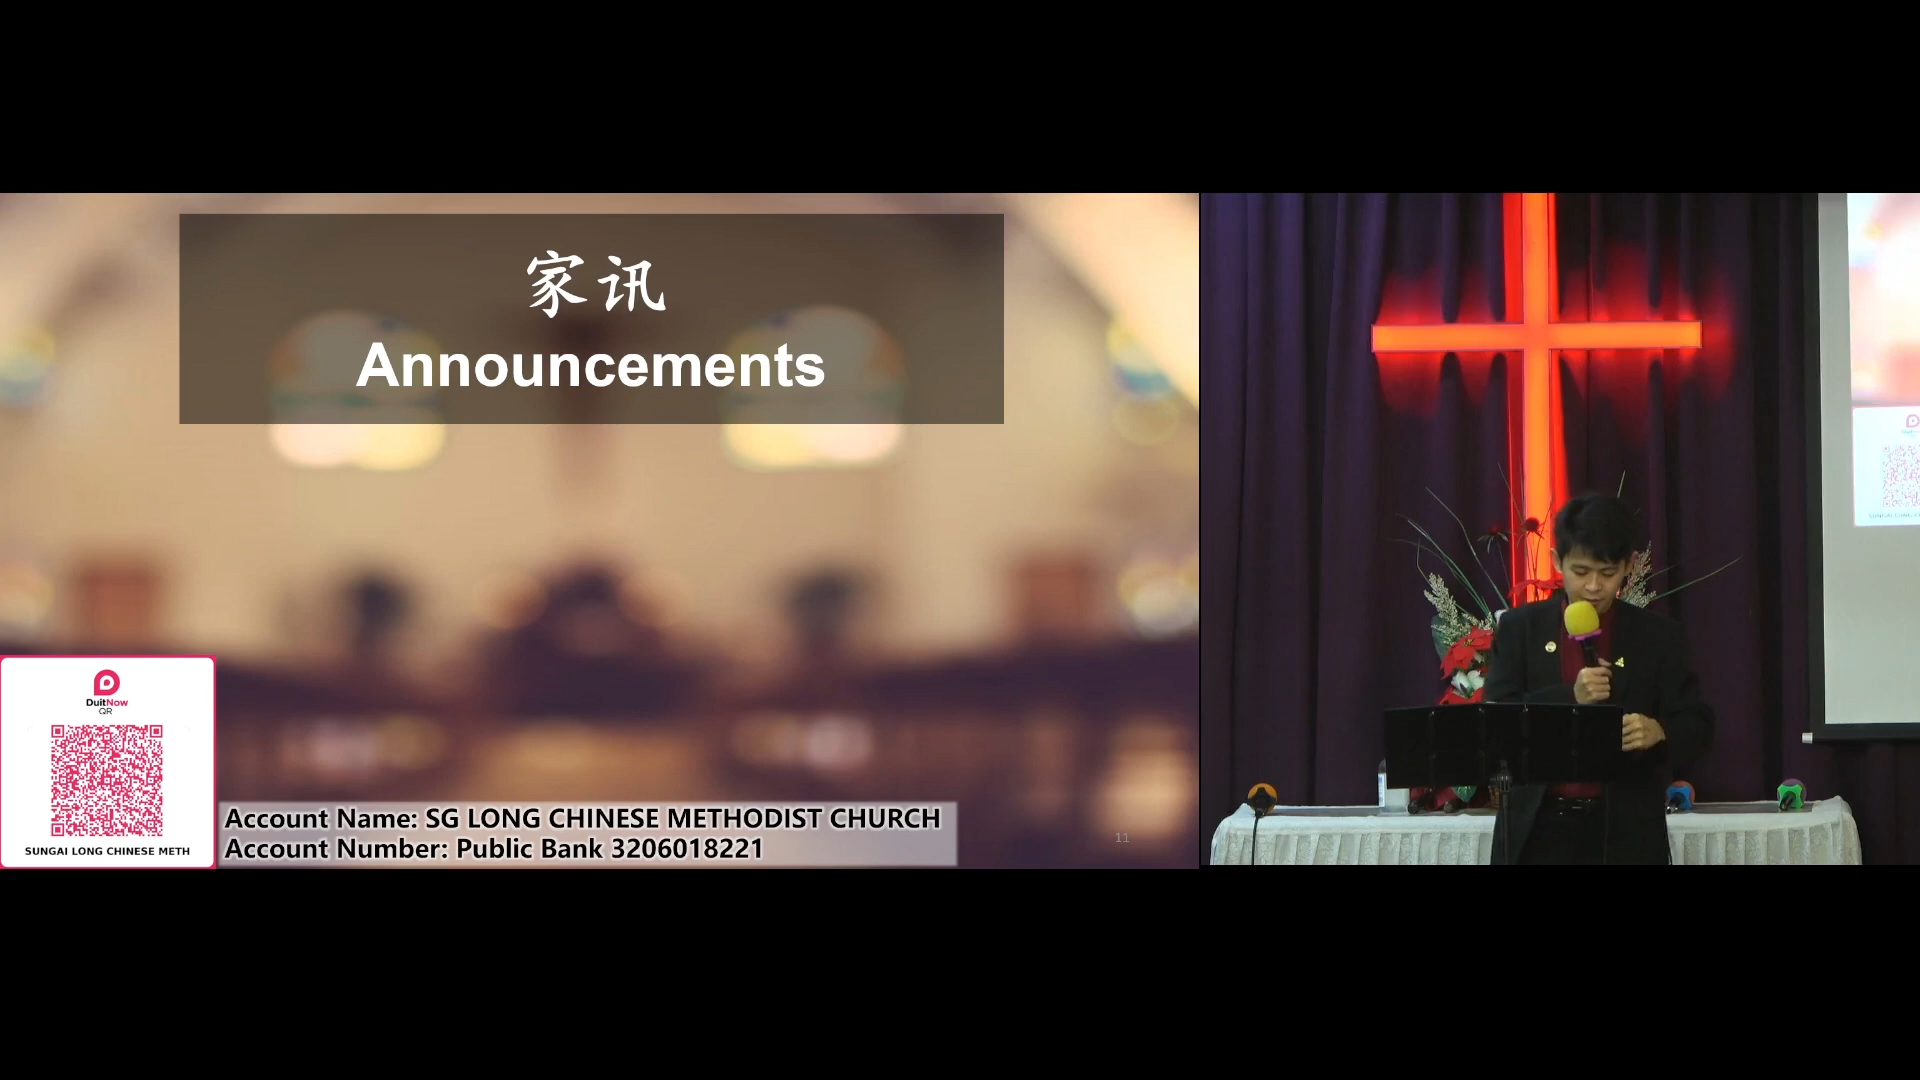 家讯
Announcements
DuitNow
QR
SUNGAI LONG CHINESE METH
Account Name: SG LONG CHINESE METHODIST CHURCH
Account Number: Public Bank 3206018221
11